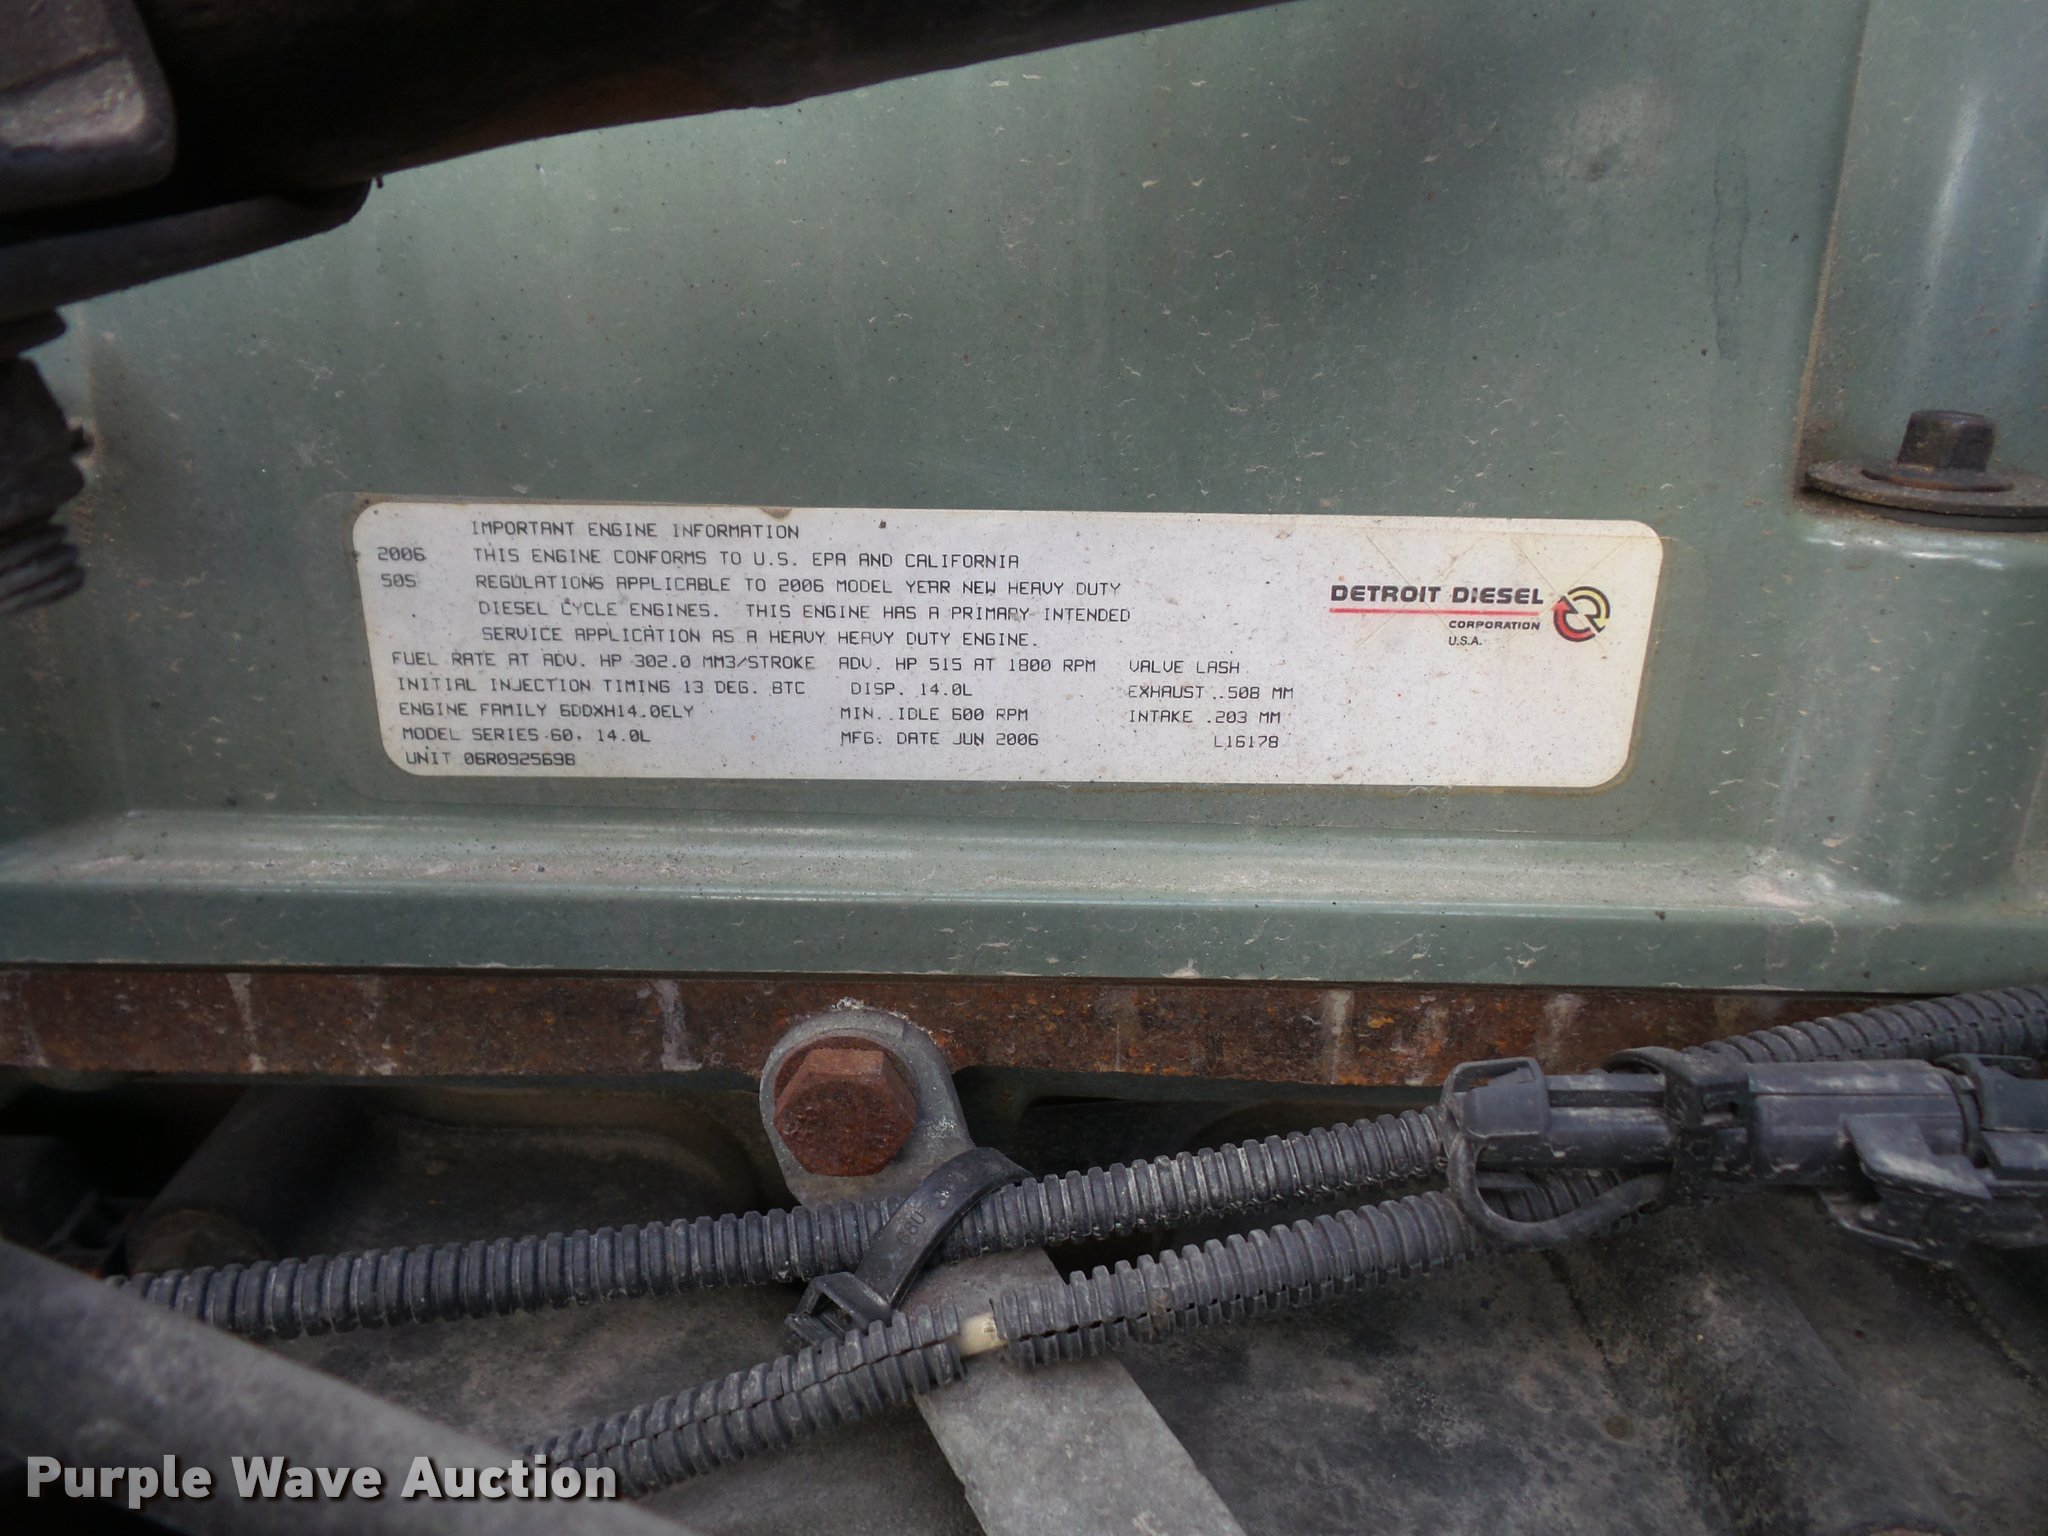 IMPORTANT ENGINE INFORMATION
2006 THIS ENGINE CONFORMS TO U.S. EPA AND CALIFORNIA
505 REGULATIONS APPLICABLE TO 2006 MODEL YEAR NEW HEAVY DUTY
DIESEL CYCLE ENGINES. THIS ENGINE HAS A PRIMARY INTENDED
SERVICE APPLICATION AS A HEAVY HEAVY DUTY ENGINE.
FUEL RATE AT ADV. HP 302.0 MM3/STROKE ADV. HP 515 AT 1800 RPM VALVE LASH
INITIAL INJECTION TIMING 13 DEG. BTC DISP. 14.0L EXHAUST .508 MM
ENGINE FAMILY 6DDXH14.0ELY MIN. IDLE 600 RPM INTAKE .203 MM
MODEL SERIES 60, 14.0L MFG. DATE JUN 2006 L16178
UNIT 06R0925698
DETROIT DIESEL
CORPORATION
U.S.A.
Purple Wave Auction